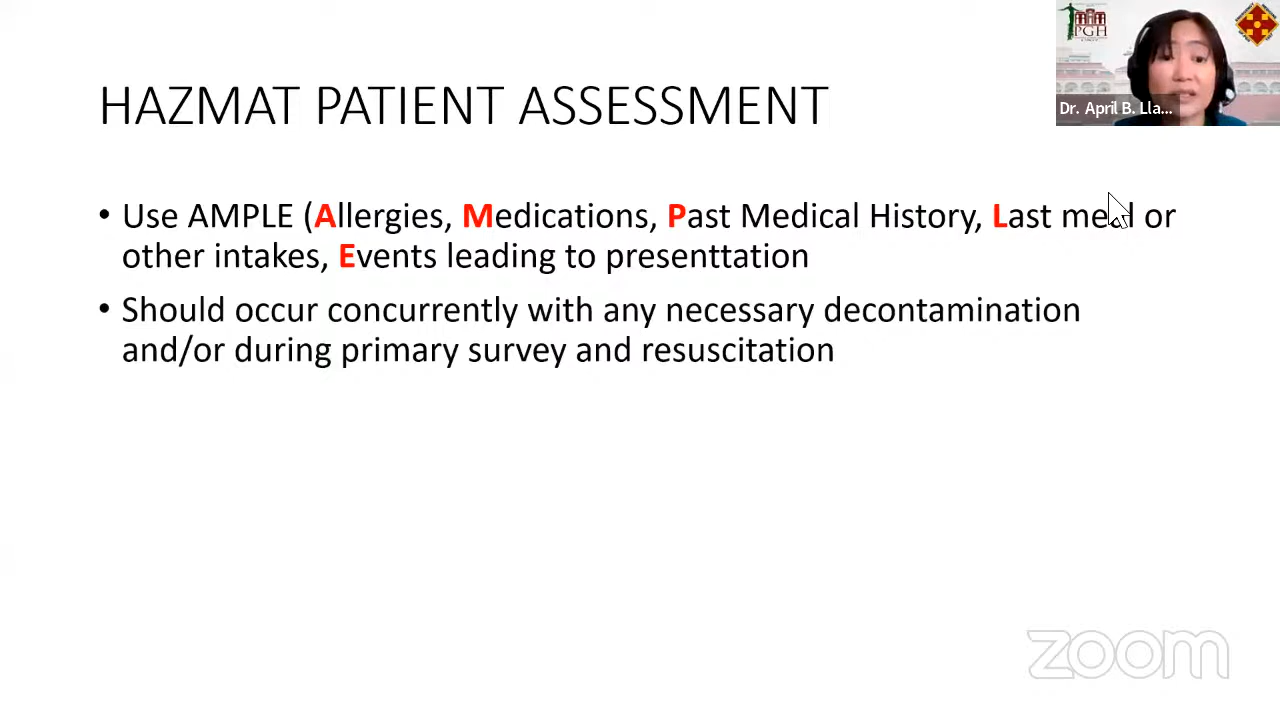 PGH
Dr. April B. Lla...
HAZMAT PATIENT ASSESSMENT
• Use AMPLE (Allergies, Medications, Past Medical History, Last meal or
other intakes, Events leading to presenttation
• Should occur concurrently with any necessary decontamination
and/or during primary survey and resuscitation
zoom